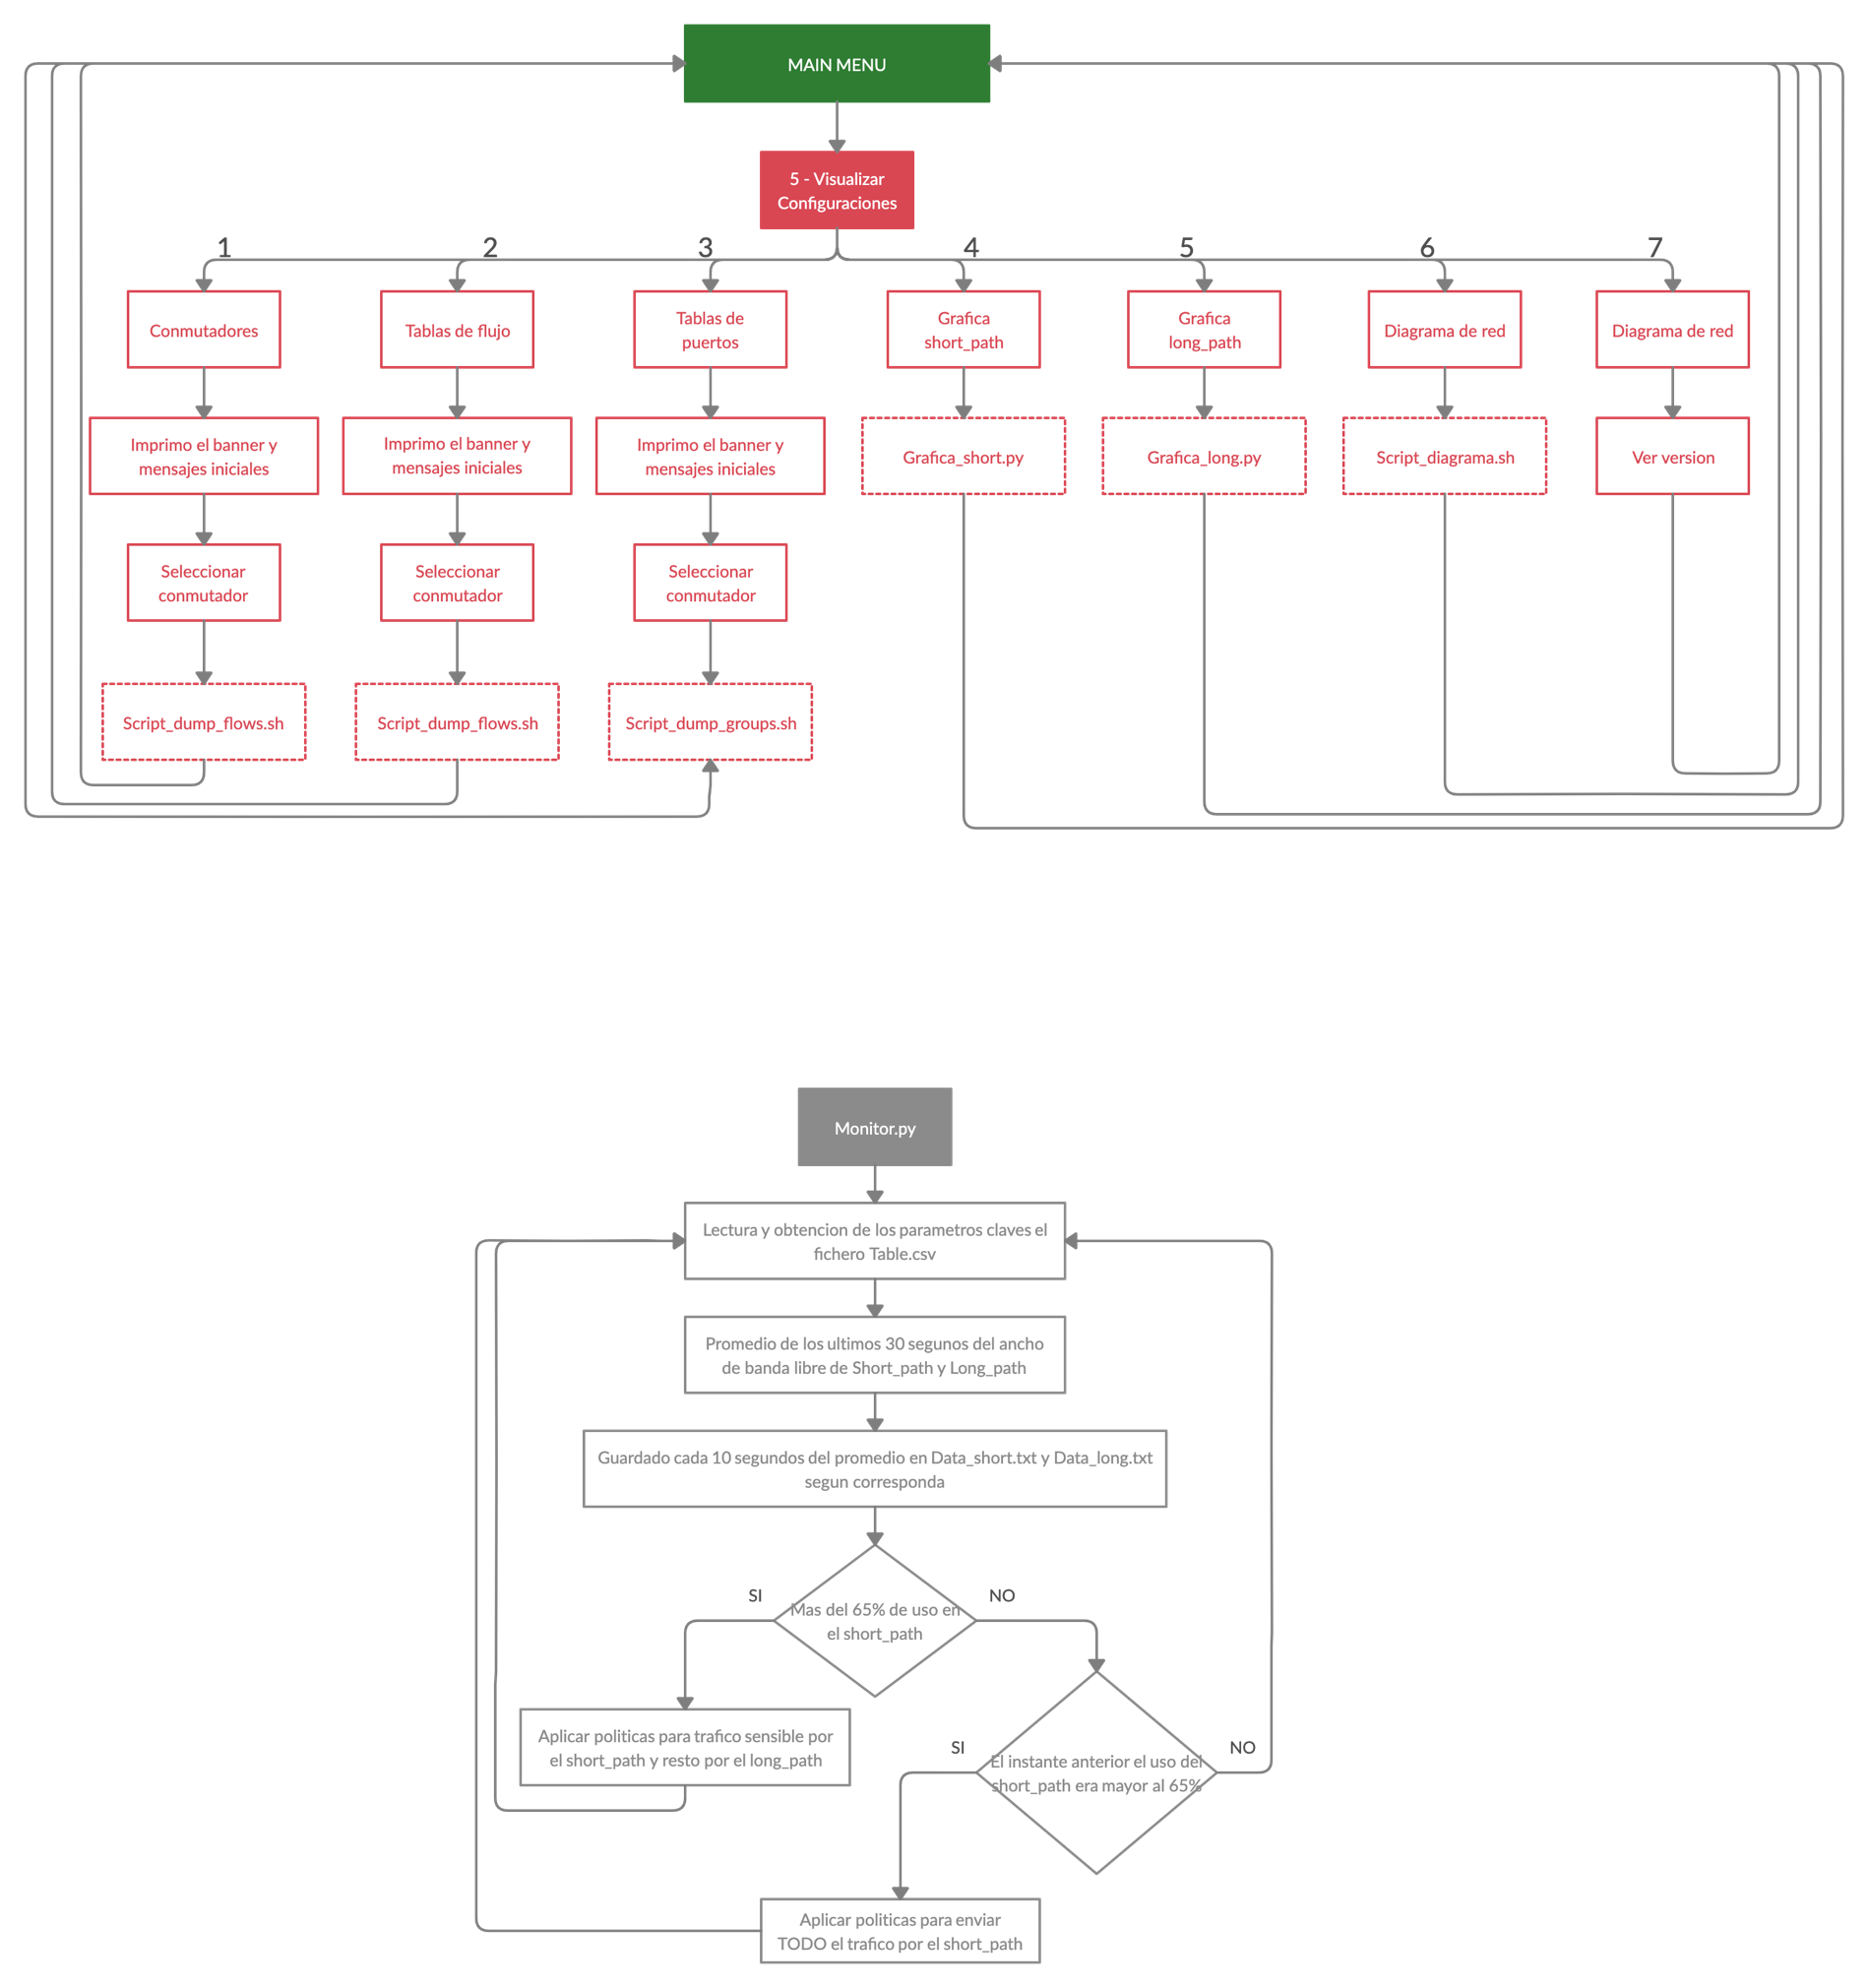 MAIN MENU
5 - Visualizar
Configuraciones
1
2
3
4
5
6
7
Conmutadores
Tablas de flujo
Tablas de
puertos
Grafica
short_path
Grafica
long_path
Diagrama de red
Diagrama de red
Imprimo el banner y
mensajes iniciales
Imprimo el banner y
mensajes iniciales
Imprimo el banner y
mensajes iniciales
Grafica_short.py
Grafica_long.py
Script_diagrama.sh
Ver version
Seleccionar
conmutador
Seleccionar
conmutador
Seleccionar
conmutador
Script_dump_flows.sh
Script_dump_flows.sh
Script_dump_groups.sh
Monitor.py
Lectura y obtencion de los parametros claves el
fichero Table.csv
Promedio de los ultimos 30 segunos del ancho
de banda libre de Short_path y Long_path
Guardado cada 10 segundos del promedio en Data_short.txt y Data_long.txt
segun corresponda
SI
NO
Mas del 65% de uso en
el short_path
Aplicar politicas para trafico sensible por
el short_path y resto por el long_path
SI
NO
El instante anterior el uso del
short_path era mayor al 65%
Aplicar politicas para enviar
TODO el trafico por el short_path